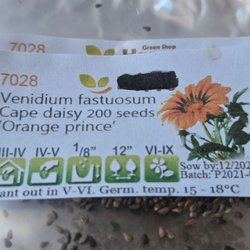 7028
Green Shop
7028
Venidium fastuosum
Cape daisy 200 seeds
'Orange prince'
II-IV IV-V 1/8" 12" VI-IX
Sow by:12/202
Batch: P2021-
ant out in V-VI. Germ. temp. 15 - 18°C